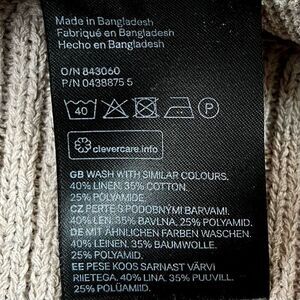 Made in Bangladesh
Fabriqué en Bangladesh
Hecho en Bangladesh
O/N 843060
P/N 0438875 5
40
P
clevercare.info
GB WASH WITH SIMILAR COLOURS.
40% LINEN, 35% COTTON,
25% POLYAMIDE.
CZ PERTE S PODOBNÝMI BARVAMI.
40% LEN, 35% BAVLNA, 25% POLYAMID.
DE MIT ÄHNLICHEN FARBEN WASCHEN.
40% LEINEN, 35% BAUMWOLLE,
25% POLYAMID.
EE PESE KOOS SARNAST VÄRVI
RIIETEGA. 40% LINA, 35% PUUVILL,
25% POLÜAMIID.